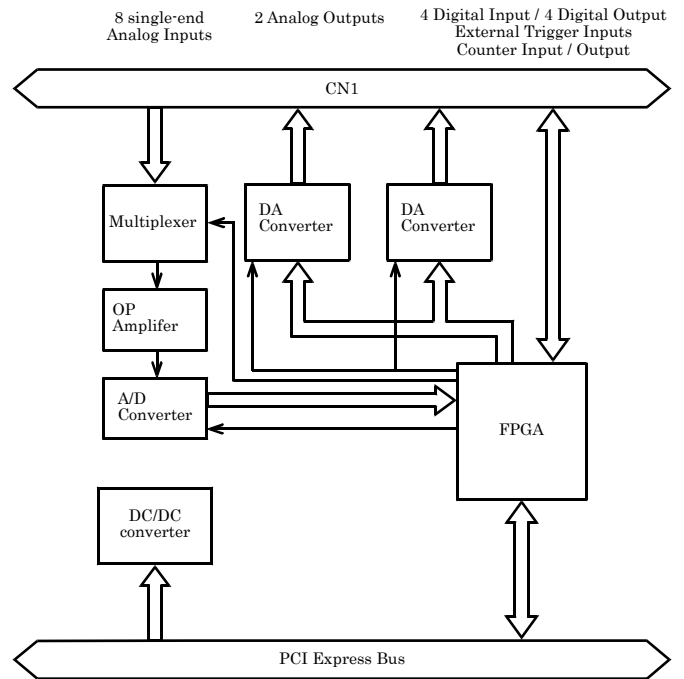 8 single-end
Analog Inputs
2 Analog Outputs
4 Digital Input / 4 Digital Output
External Trigger Inputs
Counter Input / Output
CN1
Multiplexer
DA
Converter
DA
Converter
OP
Amplifer
A/D
Converter
FPGA
DC/DC
converter
PCI Express Bus